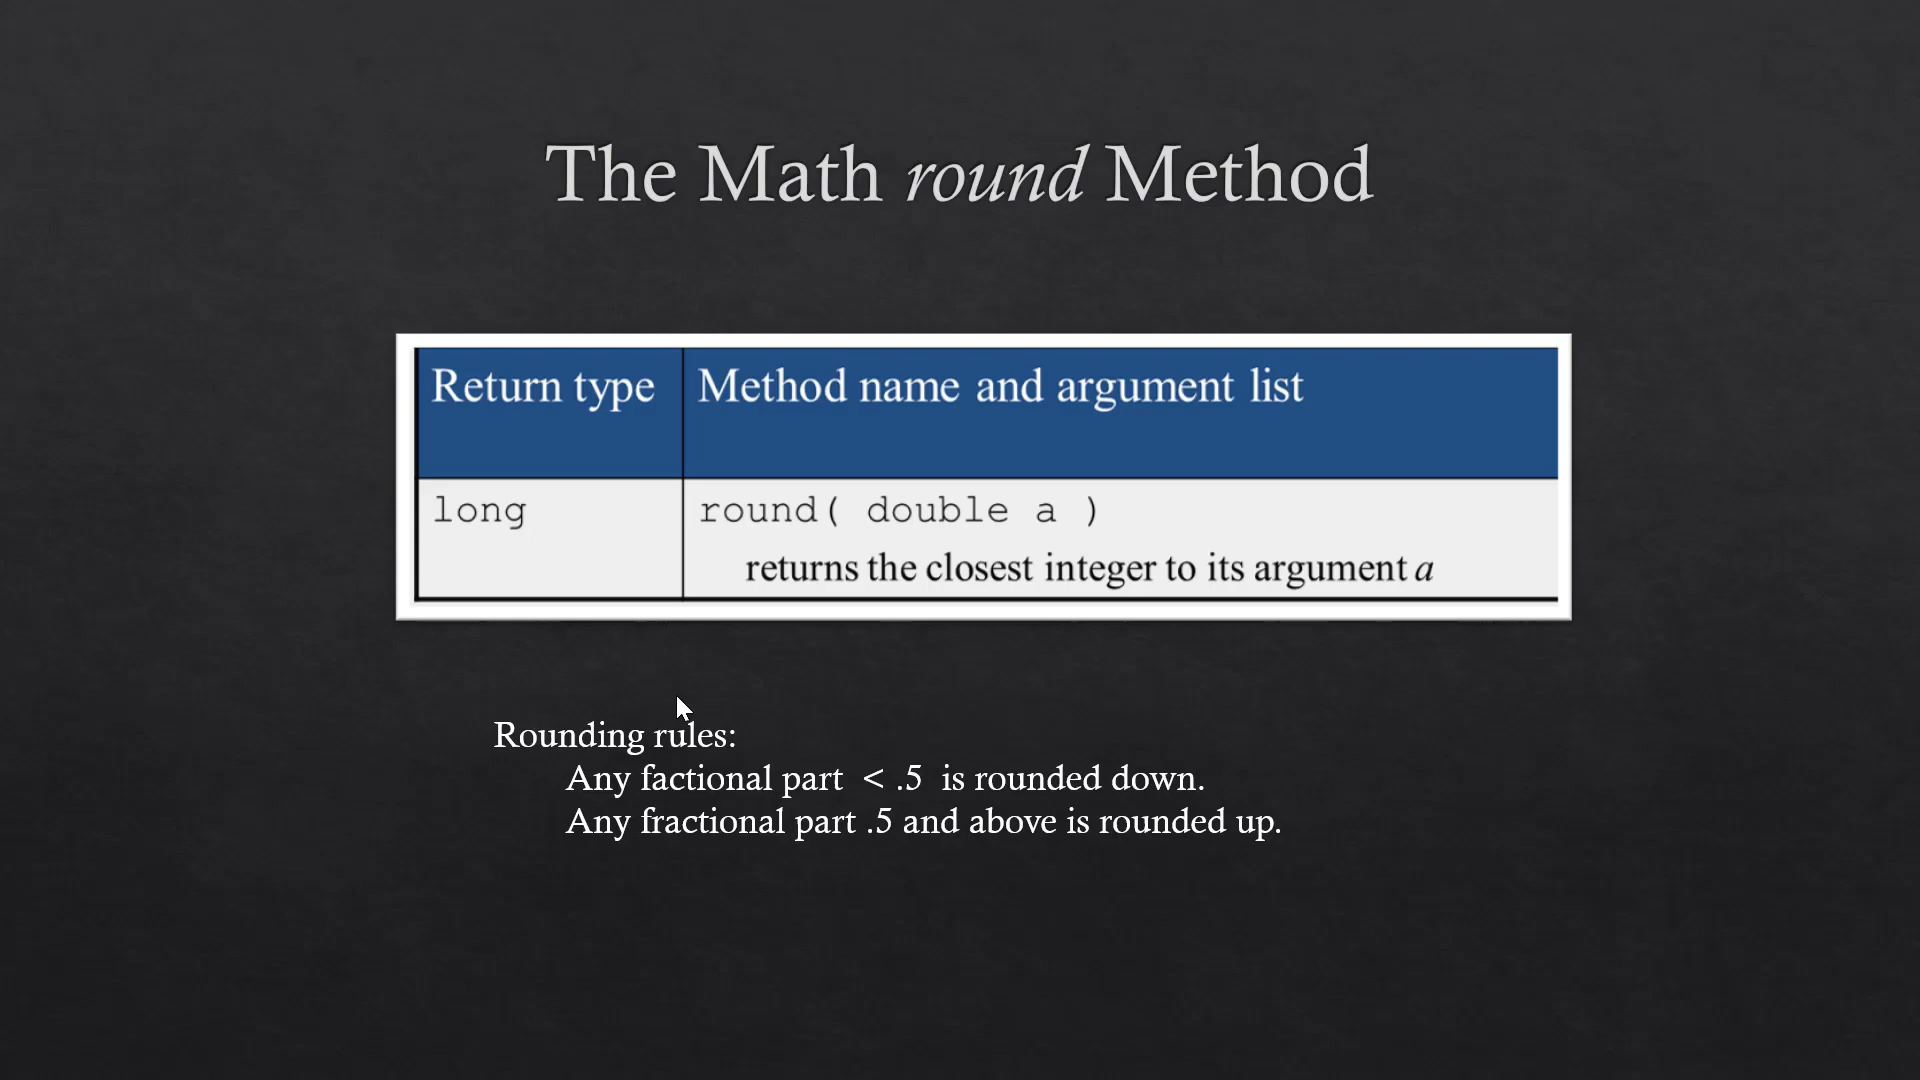 The Math round Method
Return type Method name and argument list
long round( double a )
returns the closest integer to its argument a
Rounding rules:
Any factional part < .5 is rounded down.
Any fractional part .5 and above is rounded up.